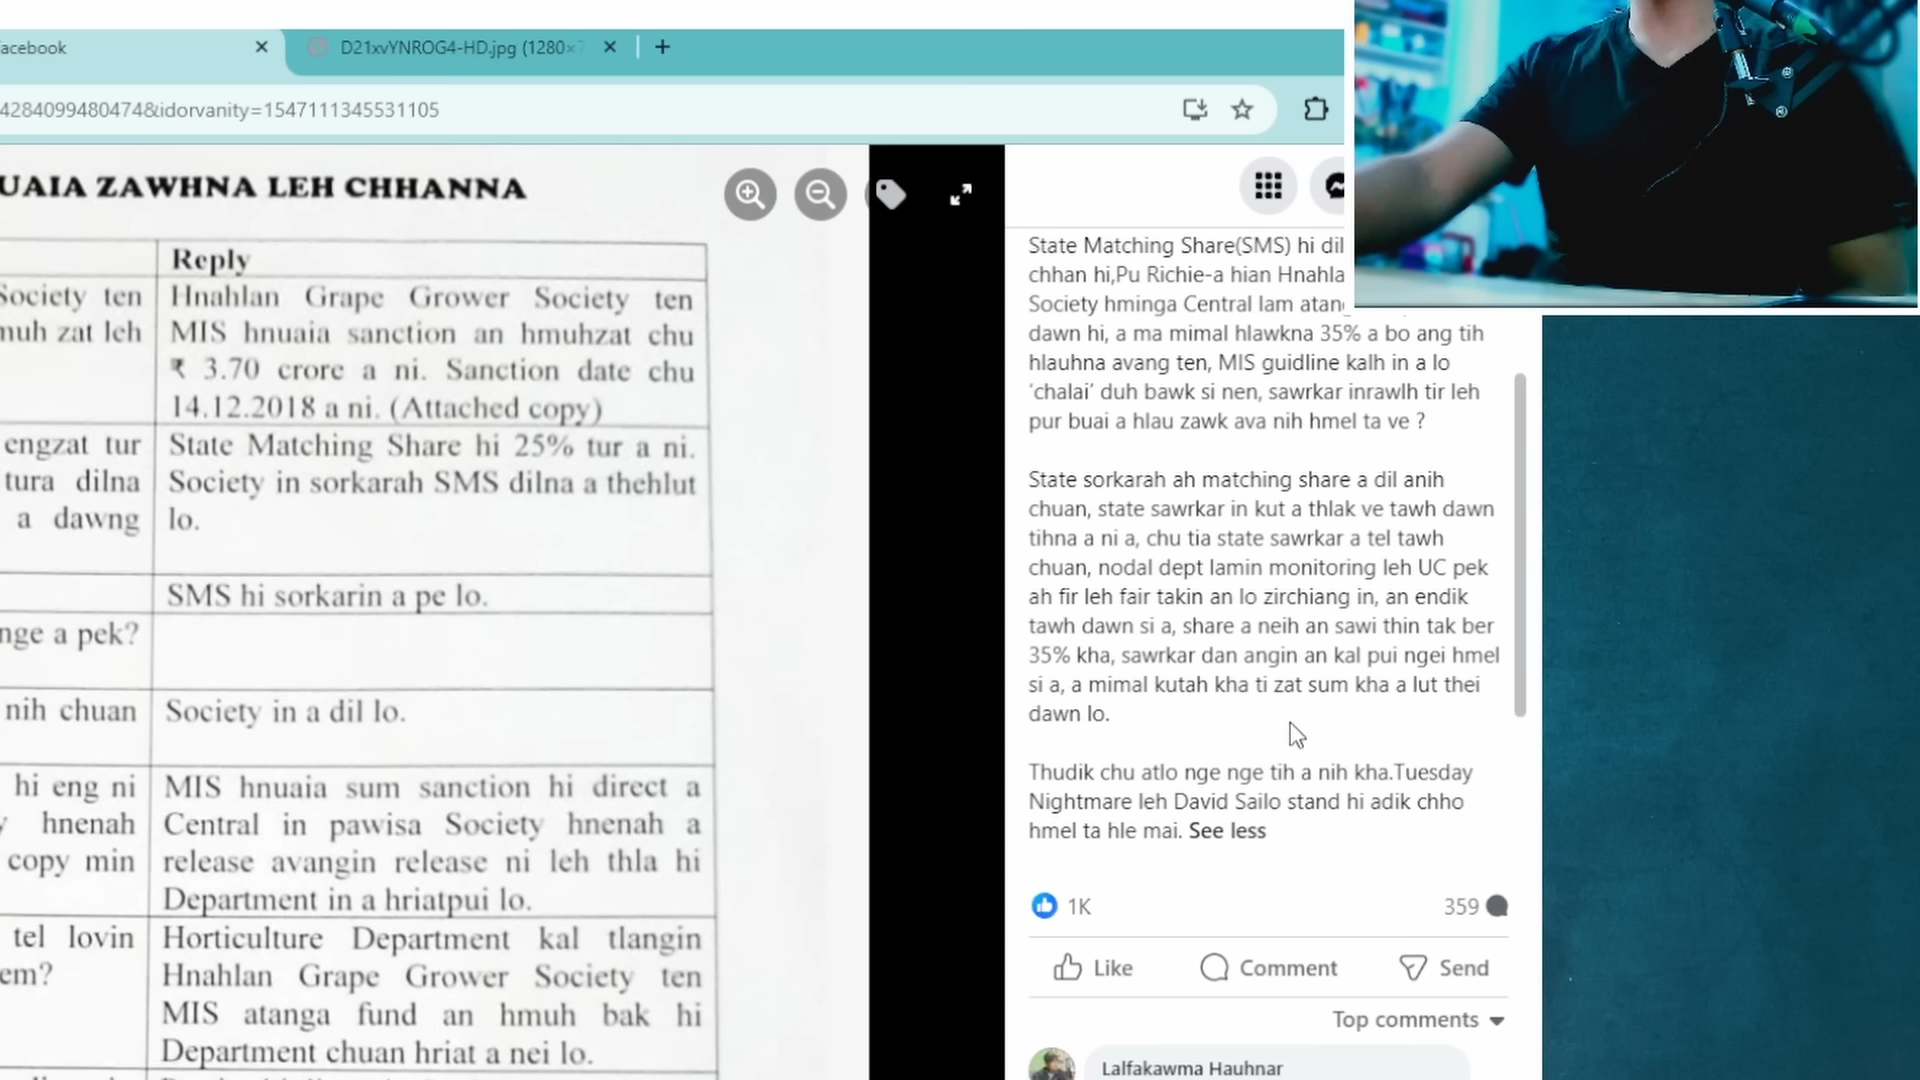 acebook
D21xvYNROG4-HD.jpg (1280×7
4284099480474&idorvanity=1547111345531105
UAIA ZAWHNA LEH CHHANNA
Reply
Society ten
muh zat leh
Hnahlan Grape Grower Society ten
MIS hnuaia sanction an hmuhzat chu
₹ 3.70 crore a ni. Sanction date chu
14.12.2018 a ni. (Attached copy)
engzat tur
tura dilna
a dawng
State Matching Share hi 25% tur a ni.
Society in sorkarah SMS dilna a thehlut
lo.
SMS hi sorkarin a pe lo.
nge a pek?
nih chuan
Society in a dil lo.
hi eng ni
hnenah
copy min
MIS hnuaia sum sanction hi direct a
Central in pawisa Society hnenah a
release avangin release ni leh thla hi
Department in a hriatpui lo.
tel lovin
em?
Horticulture Department kal tlangin
Hnahlan Grape Grower Society ten
MIS atanga fund an hmuh bak hi
Department chuan hriat a nei lo.
State Matching Share(SMS) hi dil
chhan hi,Pu Richie-a hian Hnahla
Society hminga Central lam atang
dawn hi, a ma mimal hlawkna 35% a bo ang tih
hlauhna avang ten, MIS guidline kalh in a lo
‘chalai’ duh bawk si nen, sawrkar inrawlh tir leh
pur buai a hlau zawk ava nih hmel ta ve ?
State sorkarah ah matching share a dil anih
chuan, state sawrkar in kut a thlak ve tawh dawn
tihna a ni a, chu tia state sawrkar a tel tawh
chuan, nodal dept lamin monitoring leh UC pek
ah fir leh fair takin an lo zirchiang in, an endik
tawh dawn si a, share a neih an sawi thin tak ber
35% kha, sawrkar dan angin an kal pui ngei hmel
si a, a mimal kutah kha ti zat sum kha a lut thei
dawn lo.
Thudik chu atlo nge nge tih a nih kha.Tuesday
Nightmare leh David Sailo stand hi adik chho
hmel ta hle mai. See less
1K
359
Like
Comment
Send
Top comments
Lalfakawma Hauhnar